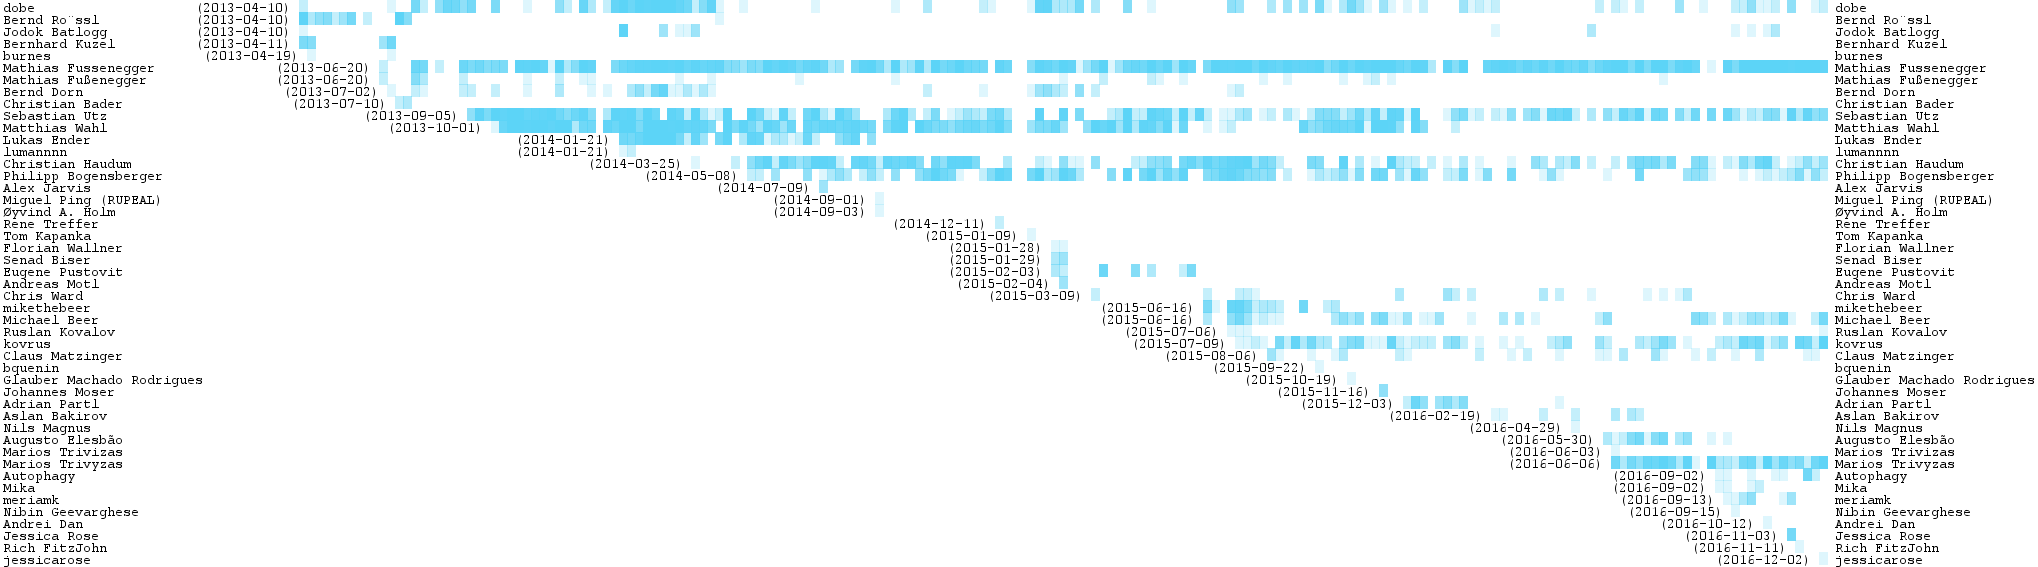 dobe (2013-04-10) dobe
Bernd Ro¨ssl (2013-04-10) Bernd Ro¨ssl
Jodok Batlogg (2013-04-10) Jodok Batlogg
Bernhard Kuzel (2013-04-11) Bernhard Kuzel
burnes (2013-04-19) burnes
Mathias Fussenegger (2013-06-20) Mathias Fussenegger
Mathias Fußenegger (2013-06-20) Mathias Fußenegger
Bernd Dorn (2013-07-02) Bernd Dorn
Christian Bader (2013-07-10) Christian Bader
Sebastian Utz (2013-09-05) Sebastian Utz
Matthias Wahl (2013-10-01) Matthias Wahl
Lukas Ender (2014-01-21) Lukas Ender
lumannnn (2014-01-21) lumannnn
Christian Haudum (2014-03-25) Christian Haudum
Philipp Bogensberger (2014-05-08) Philipp Bogensberger
Alex Jarvis (2014-07-09) Alex Jarvis
Miguel Ping (RUPEAL) (2014-09-01) Miguel Ping (RUPEAL)
Øyvind A. Holm (2014-09-03) Øyvind A. Holm
Rene Treffer (2014-12-11) Rene Treffer
Tom Kapanka (2015-01-09) Tom Kapanka
Florian Wallner (2015-01-28) Florian Wallner
Senad Biser (2015-01-29) Senad Biser
Eugene Pustovit (2015-02-03) Eugene Pustovit
Andreas Motl (2015-02-04) Andreas Motl
Chris Ward (2015-03-09) Chris Ward
mikethebeer (2015-06-16) mikethebeer
Michael Beer (2015-06-16) Michael Beer
Ruslan Kovalov (2015-07-06) Ruslan Kovalov
kovrus (2015-07-09) kovrus
Claus Matzinger (2015-08-06) Claus Matzinger
bquenin (2015-09-22) bquenin
Glauber Machado Rodrigues (2015-10-19) Glauber Machado Rodrigues
Johannes Moser (2015-11-16) Johannes Moser
Adrian Partl (2015-12-03) Adrian Partl
Aslan Bakirov (2016-02-19) Aslan Bakirov
Nils Magnus (2016-04-29) Nils Magnus
Augusto Elesbão (2016-05-30) Augusto Elesbão
Marios Trivizas (2016-06-03) Marios Trivizas
Marios Trivyzas (2016-06-06) Marios Trivyzas
Autophagy (2016-09-02) Autophagy
Mika (2016-09-02) Mika
meriamk (2016-09-13) meriamk
Nibin Geevarghese (2016-09-15) Nibin Geevarghese
Andrei Dan (2016-10-12) Andrei Dan
Jessica Rose (2016-11-03) Jessica Rose
Rich FitzJohn (2016-11-11) Rich FitzJohn
jessicarose (2016-12-02) jessicarose